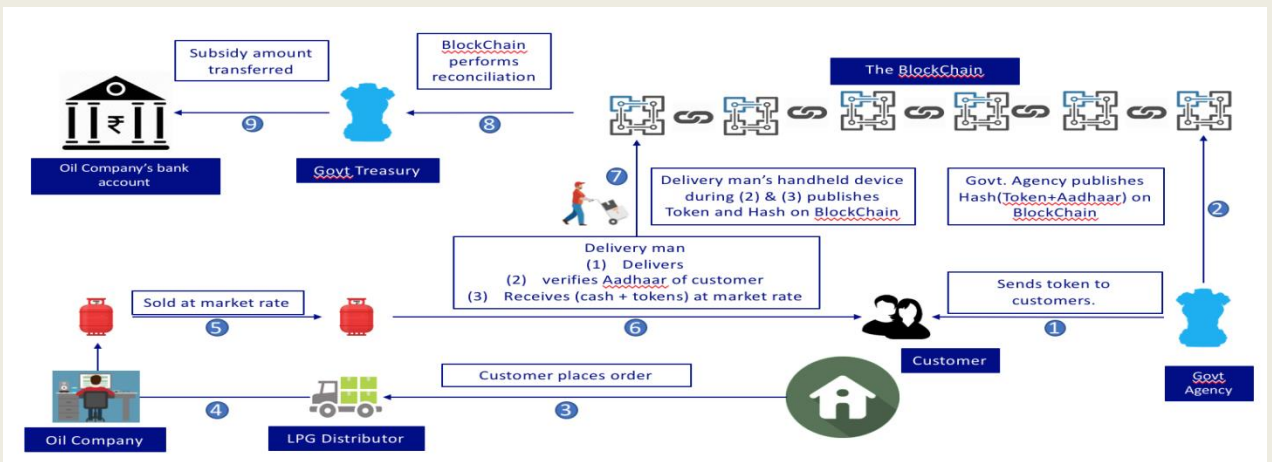 Subsidy amount
transferred
BlockChain
performs
reconciliation
The BlockChain
₹
9
8
Oil Company's bank
account
Govt Treasury
7
Delivery man's handheld device
during (2) & (3) publishes
Token and Hash on BlockChain
Govt. Agency publishes
Hash(Token+Aadhaar) on
BlockChain
2
Delivery man
(1) Delivers
(2) verifies Aadhaar of customer
(3) Receives (cash + tokens) at market rate
Sends token to
customers.
Sold at market rate
5
6
1
Customer
Customer places order
Govt
Agency
4
3
Oil Company
LPG Distributor